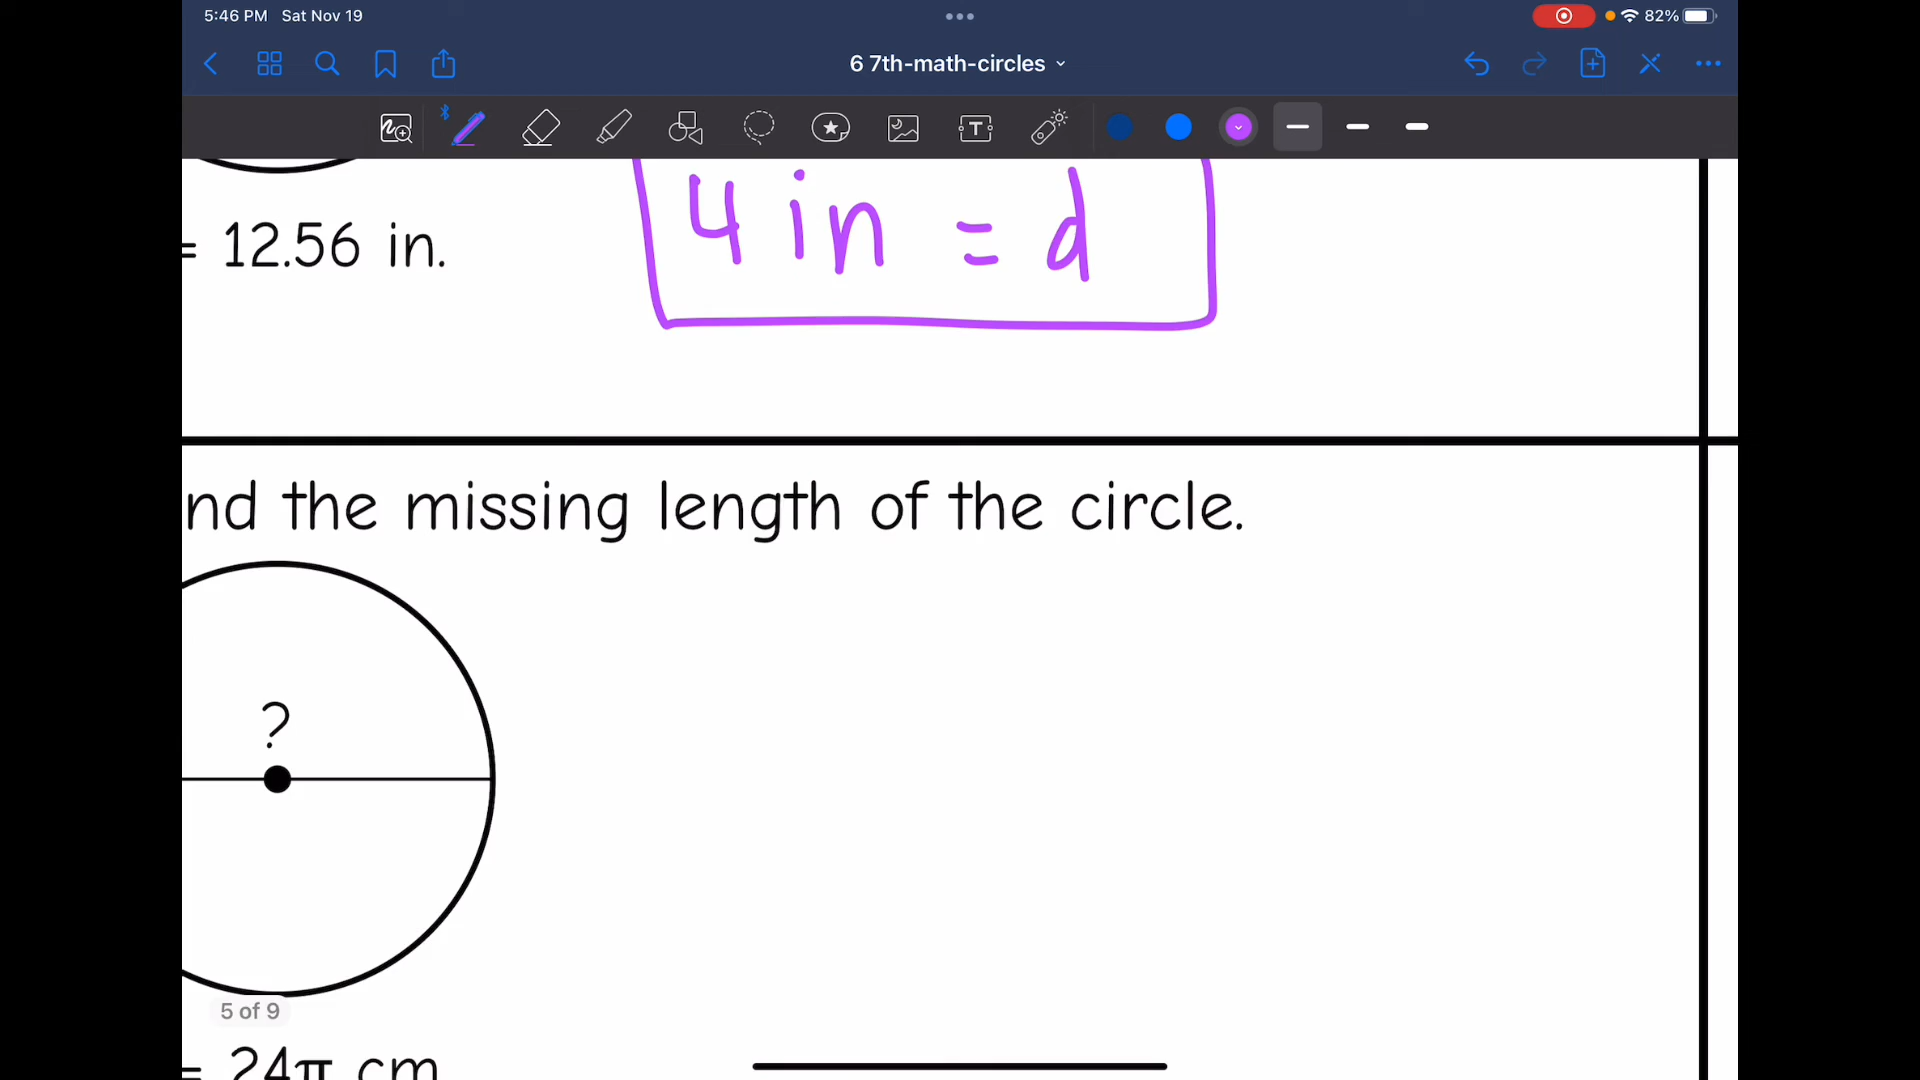 5:46 PM Sat Nov 19
82%
6 7th-math-circles
T
4 in = d
= 12.56 in.
nd the missing length of the circle.
?
5 of 9
= 24π cm